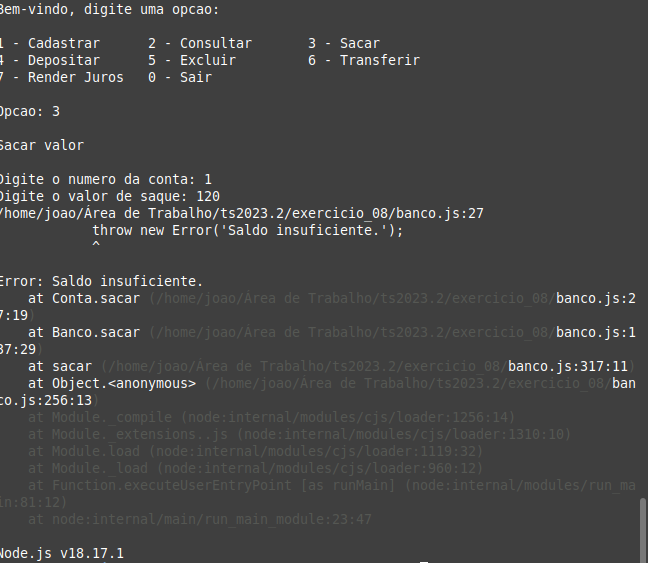 Bem-vindo, digite uma opcao:
1 - Cadastrar      2 - Consultar       3 - Sacar
4 - Depositar      5 - Excluir         6 - Transferir
7 - Render Juros   0 - Sair
Opcao: 3
Sacar valor
Digite o numero da conta: 1
Digite o valor de saque: 120
/home/joao/Área de Trabalho/ts2023.2/exercicio_08/banco.js:27
            throw new Error('Saldo insuficiente.');
            ^
Error: Saldo insuficiente.
    at Conta.sacar (/home/joao/Área de Trabalho/ts2023.2/exercicio_08/banco.js:2
7:19)
    at Banco.sacar (/home/joao/Área de Trabalho/ts2023.2/exercicio_08/banco.js:1
37:29)
    at sacar (/home/joao/Área de Trabalho/ts2023.2/exercicio_08/banco.js:317:11)
    at Object.<anonymous> (/home/joao/Área de Trabalho/ts2023.2/exercicio_08/ban
co.js:256:13)
    at Module._compile (node:internal/modules/cjs/loader:1256:14)
    at Module._extensions..js (node:internal/modules/cjs/loader:1310:10)
    at Module.load (node:internal/modules/cjs/loader:1119:32)
    at Module._load (node:internal/modules/cjs/loader:960:12)
    at Function.executeUserEntryPoint [as runMain] (node:internal/modules/run_ma
in:81:12)
    at node:internal/main/run_main_module:23:47
Node.js v18.17.1